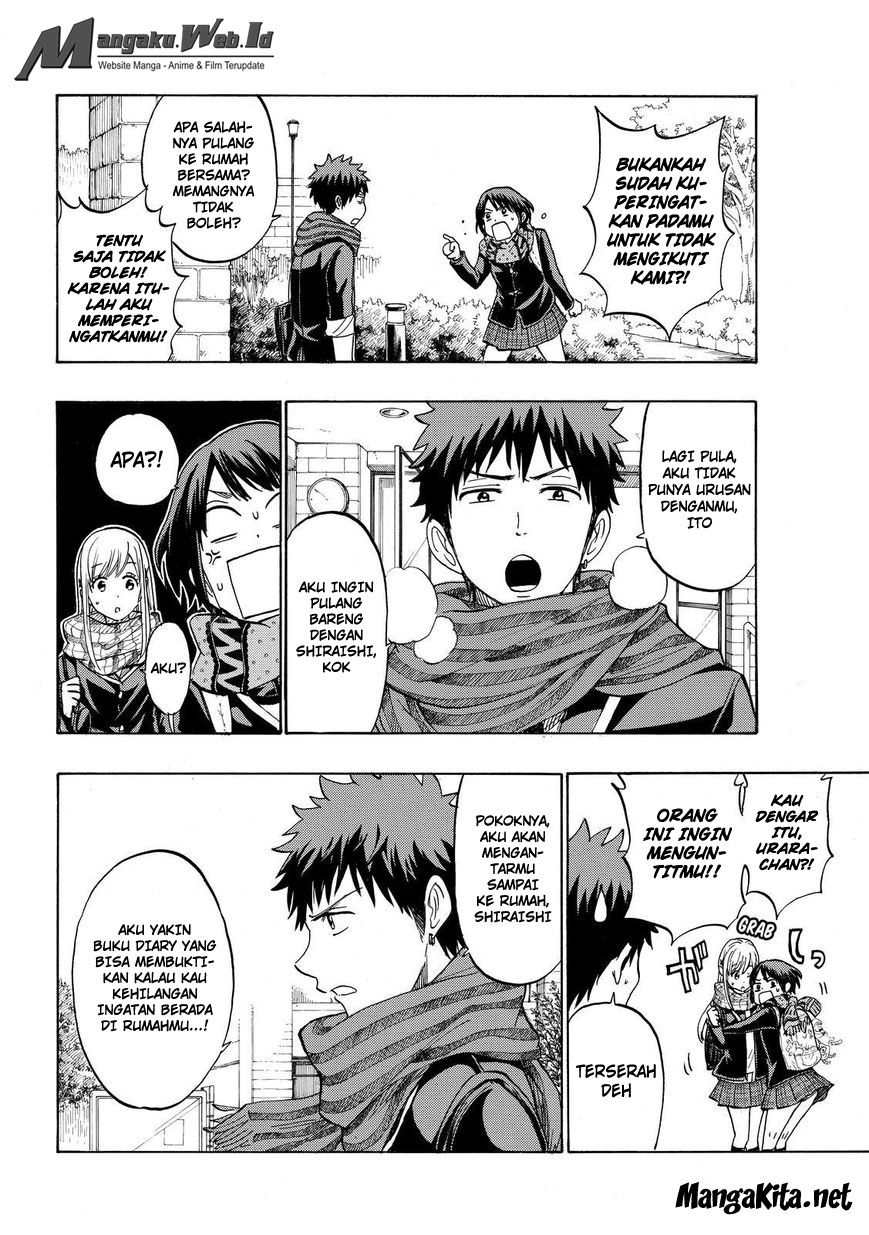 Mangaku.Web.Id
Website Manga - Anime & Film Terupdate
BUKANKAH
SUDAH KU-
PERINGAT-
KAN PADAMU
UNTUK TIDAK
MENGIKUTI
KAMI?!
APA SALAH-
NYA PULANG
KE RUMAH
BERSAMA?
MEMANGNYA
TIDAK
BOLEH?
TENTU
SAJA TIDAK
BOLEH!
KARENA ITU-
LAH AKU
MEMPERI-
NGATKANMU!
LAGI PULA,
AKU TIDAK
PUNYA URUSAN
DENGANMU,
ITO
AKU INGIN
PULANG
BARENG
DENGAN
SHIRAISHI,
KOK
APA?!
AKU?
KAU
DENGAR
ITU,
URARA-
CHAN?!
ORANG
INI INGIN
MENGUN-
TITMU!!
GRAB
ガバッ
TERSERAH
DEH
POKOKNYA,
AKU AKAN
MENGAN-
TARMU
SAMPAI
KE RUMAH,
SHIRAISHI
AKU YAKIN
BUKU DIARY YANG
BISA MEMBUKTI-
KAN KALAU KAU
KEHILANGAN
INGATAN BERADA
DI RUMAHMU...!
MangaKita.net